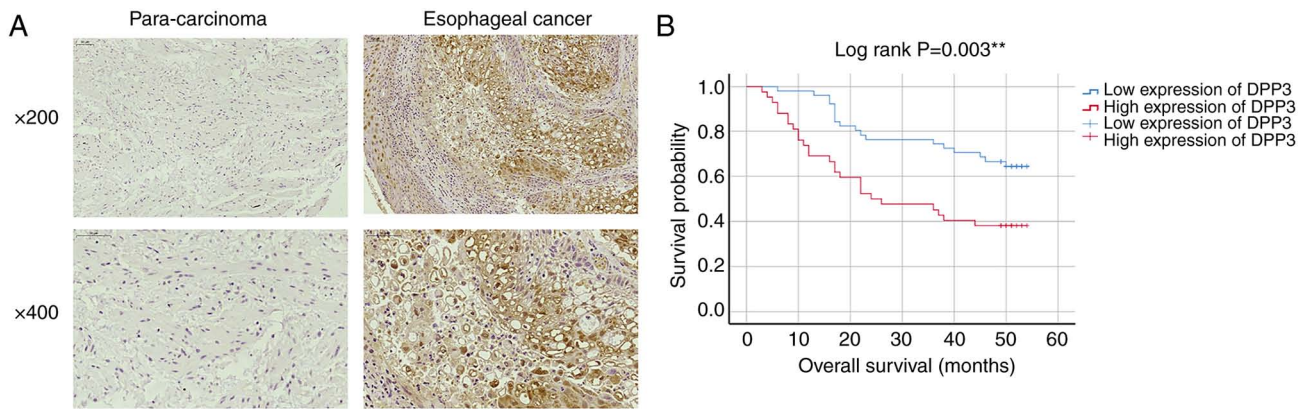 A
Para-carcinoma
Esophageal cancer
×200
×400
B
Log rank P=0.003**
Survival probability
1.0
0.8
0.6
0.4
0.2
0.0
0
10
20
30
40
50
60
Overall survival (months)
Low expression of DPP3
High expression of DPP3
Low expression of DPP3
High expression of DPP3